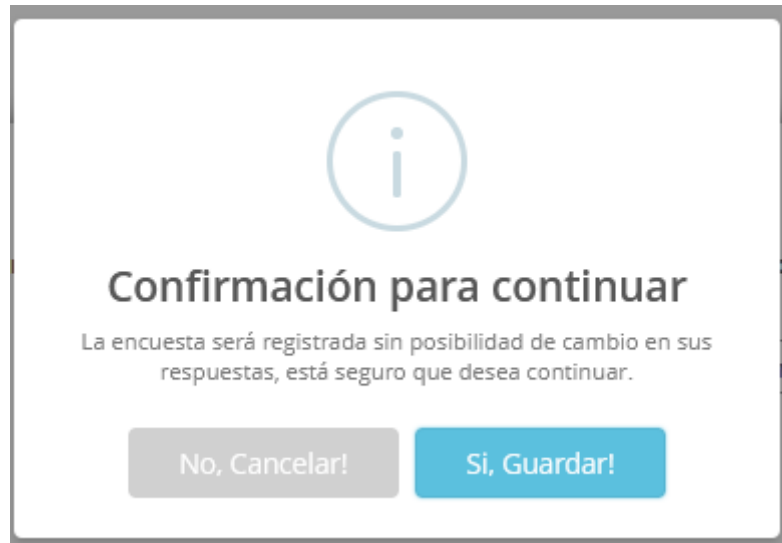 Confirmación para continuar
La encuesta será registrada sin posibilidad de cambio en sus
respuestas, está seguro que desea continuar.
No, Cancelar!
Si, Guardar!